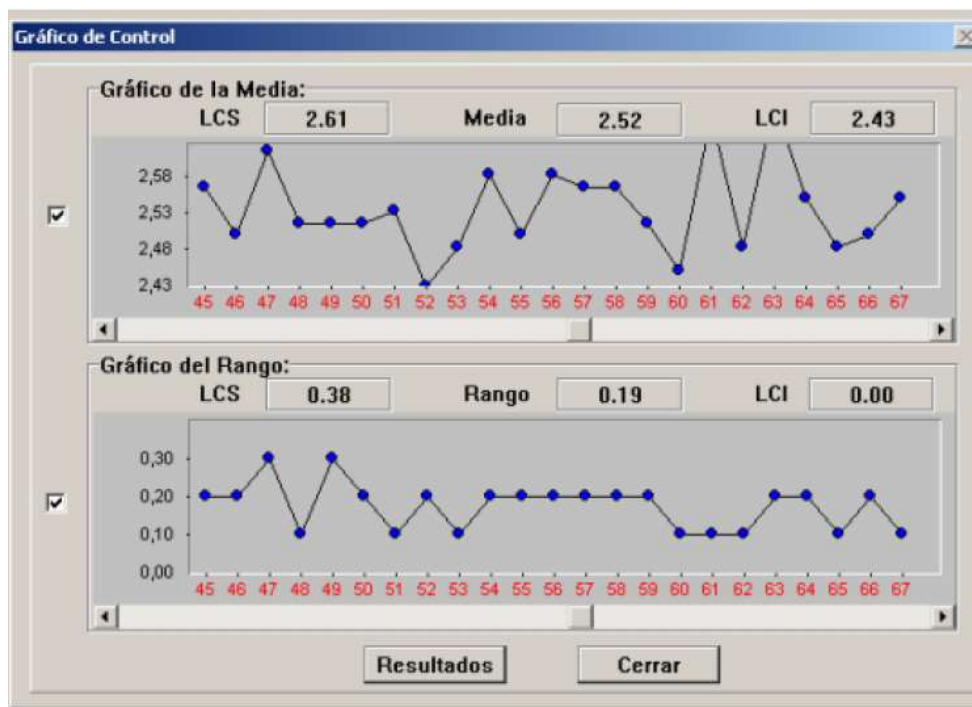 Gráfico de Control
Gráfico de la Media:
LCS 2.61 Media 2.52 LCI 2.43
2,58
2,53
2,48
2,43
45 46 47 48 49 50 51 52 53 54 55 56 57 58 59 60 61 62 63 64 65 66 67
Gráfico del Rango:
LCS 0.38 Rango 0.19 LCI 0.00
0,30
0,20
0,10
0,00
45 46 47 48 49 50 51 52 53 54 55 56 57 58 59 60 61 62 63 64 65 66 67
Resultados Cerrar